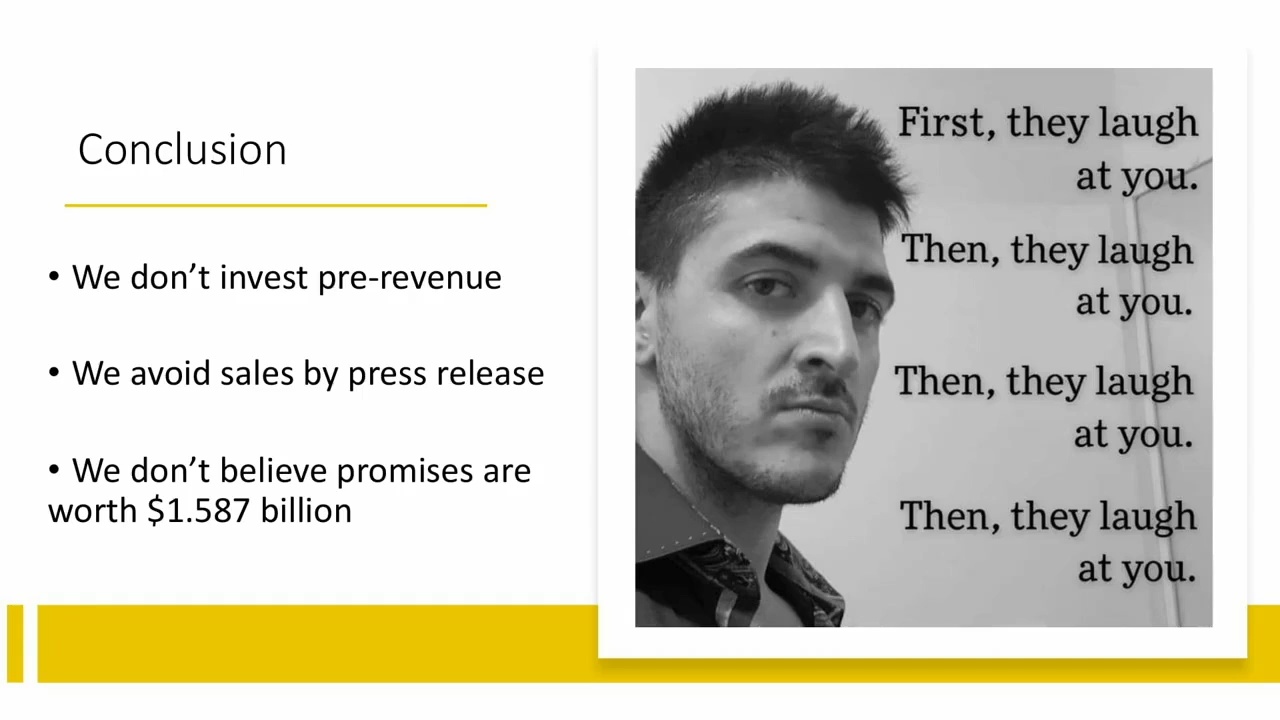 Conclusion
• We don’t invest pre-revenue
• We avoid sales by press release
• We don’t believe promises are
worth $1.587 billion
First, they laugh
at you.
Then, they laugh
at you.
Then, they laugh
at you.
Then, they laugh
at you.